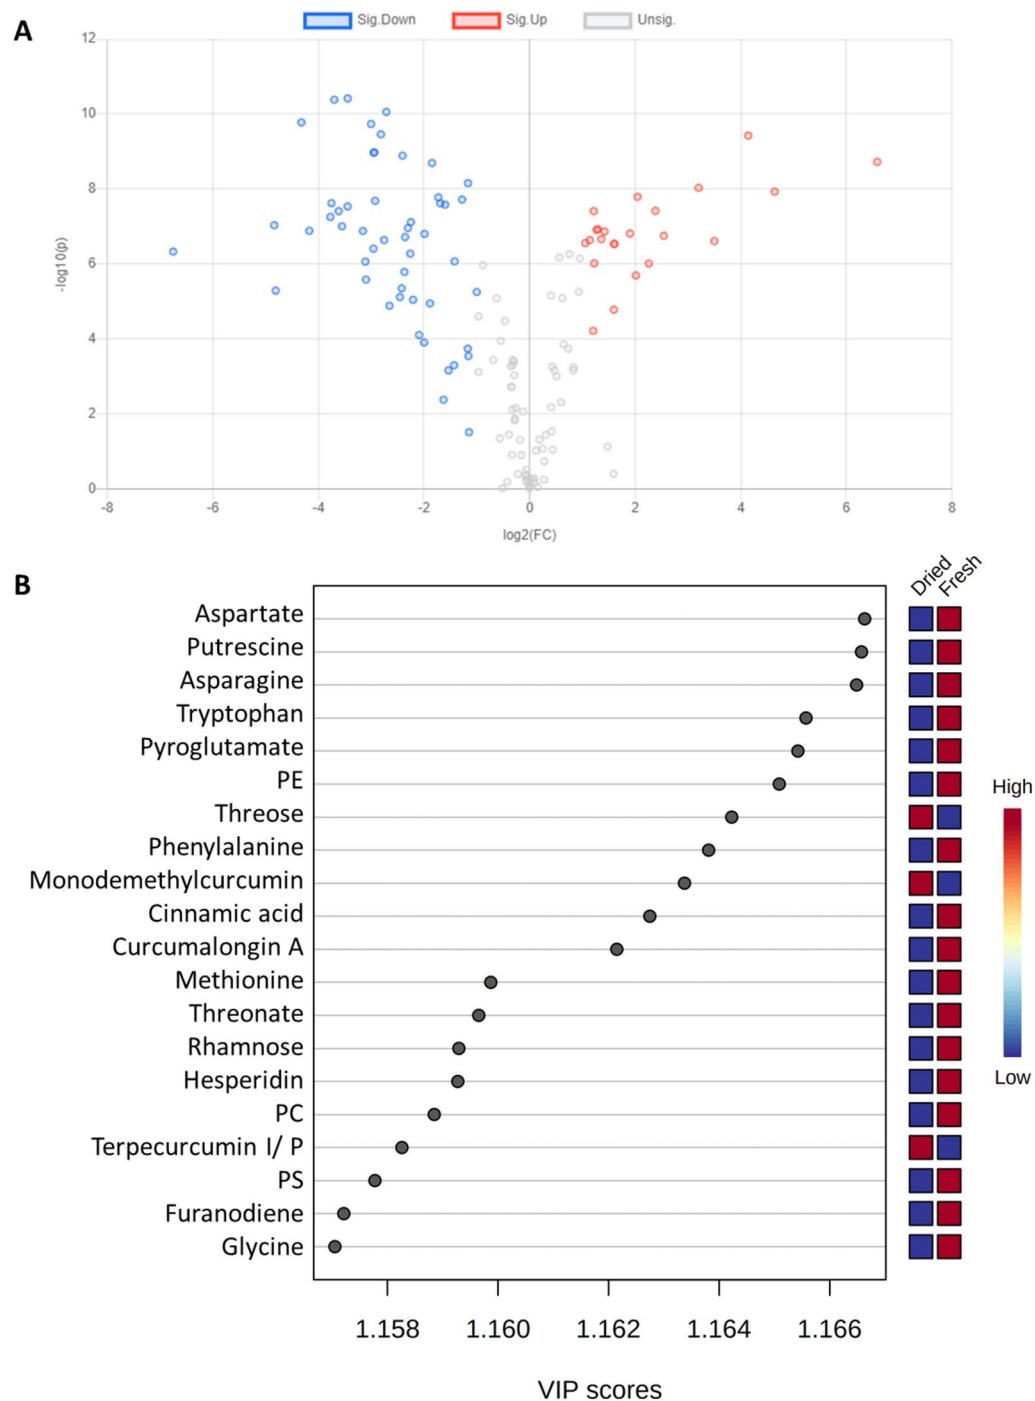 A
Sig.Down Sig.Up Unsig.
12
10
8
6
4
2
0
-log10(p)
-8 -6 -4 -2 0 2 4 6 8
log2(FC)
B
Dried Fresh
Aspartate
Putrescine
Asparagine
Tryptophan
Pyroglutamate
PE
Threose
Phenylalanine
Monodemethylcurcumin
Cinnamic acid
Curcumalongin A
Methionine
Threonate
Rhamnose
Hesperidin
PC
Terpecurcumin I/ P
PS
Furanodiene
Glycine
High
Low
1.158 1.160 1.162 1.164 1.166
VIP scores